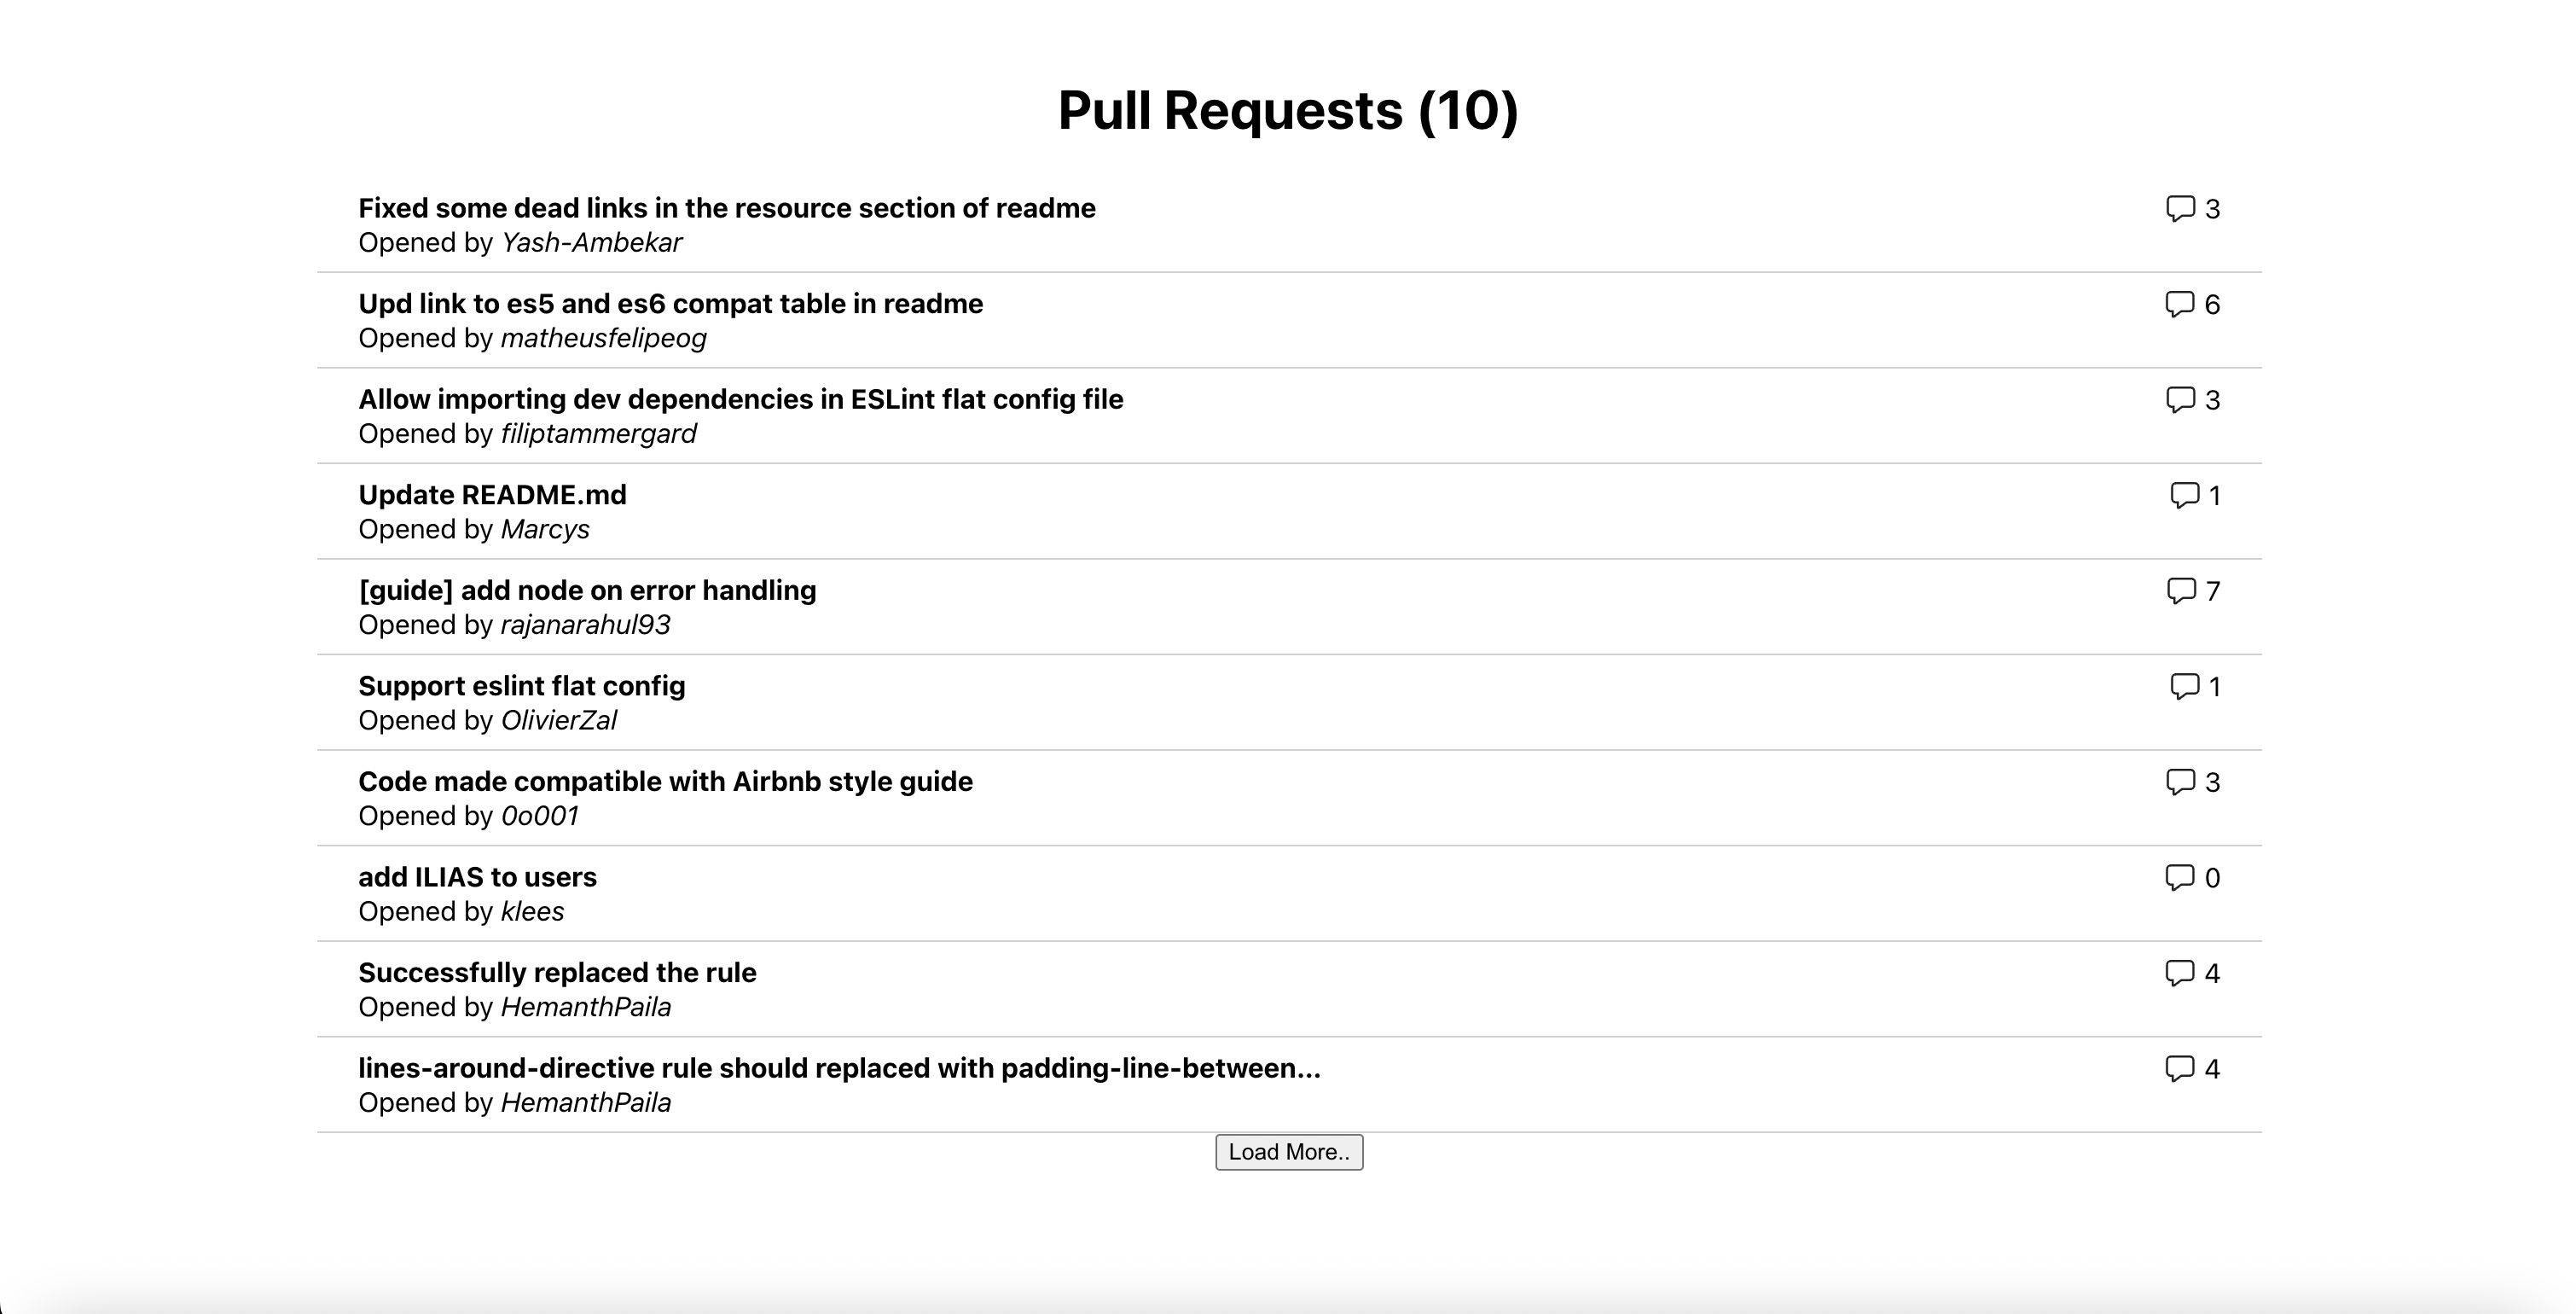 Pull Requests (10)
Fixed some dead links in the resource section of readme
3
Opened by Yash-Ambekar
Upd link to es5 and es6 compat table in readme
6
Opened by matheusfelipeog
Allow importing dev dependencies in ESLint flat config file
3
Opened by filiptammergard
Update README.md
1
Opened by Marcys
[guide] add node on error handling
7
Opened by rajanarahul93
Support eslint flat config
1
Opened by OlivierZal
Code made compatible with Airbnb style guide
3
Opened by 0o001
add ILIAS to users
0
Opened by klees
Successfully replaced the rule
4
Opened by HemanthPaila
lines-around-directive rule should replaced with padding-line-between...
4
Opened by HemanthPaila
Load More..